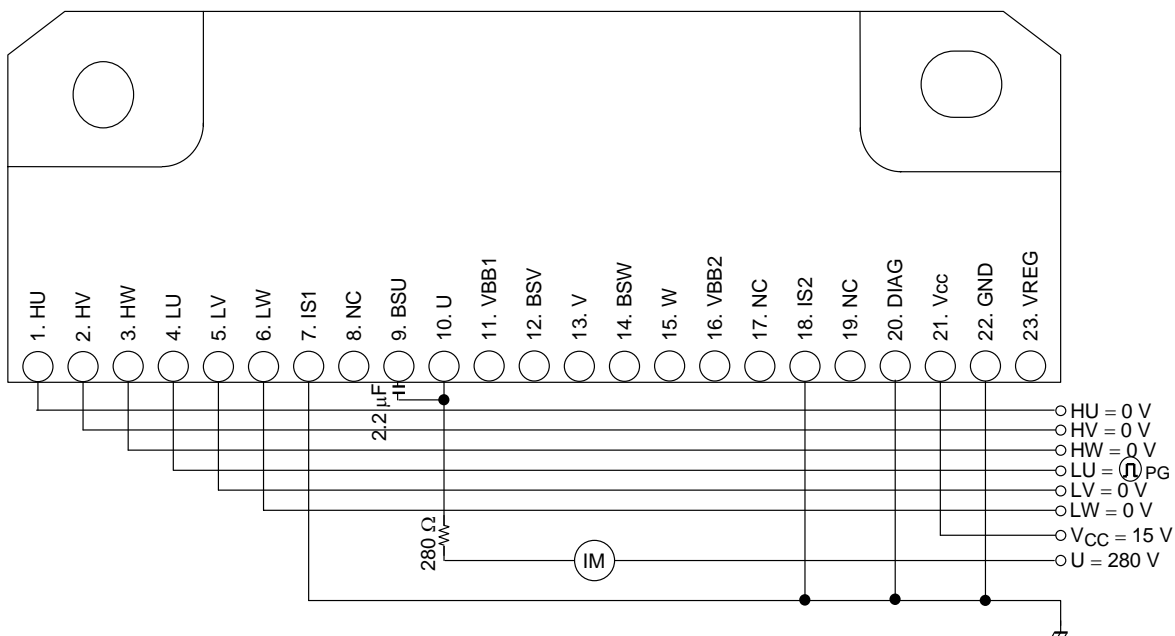 1. HU
2. HV
3. HW
4. LU
5. LV
6. LW
7. IS1
8. NC
9. BSU
10. U
11. VBB1
12. BSV
13. V
14. BSW
15. W
16. VBB2
17. NC
18. IS2
19. NC
20. DIAG
21. Vcc
22. GND
23. VREG
2.2 μF
HU = 0 V
HV = 0 V
HW = 0 V
LU = PG
LV = 0 V
LW = 0 V
280 Ω
VCC = 15 V
IM
U = 280 V